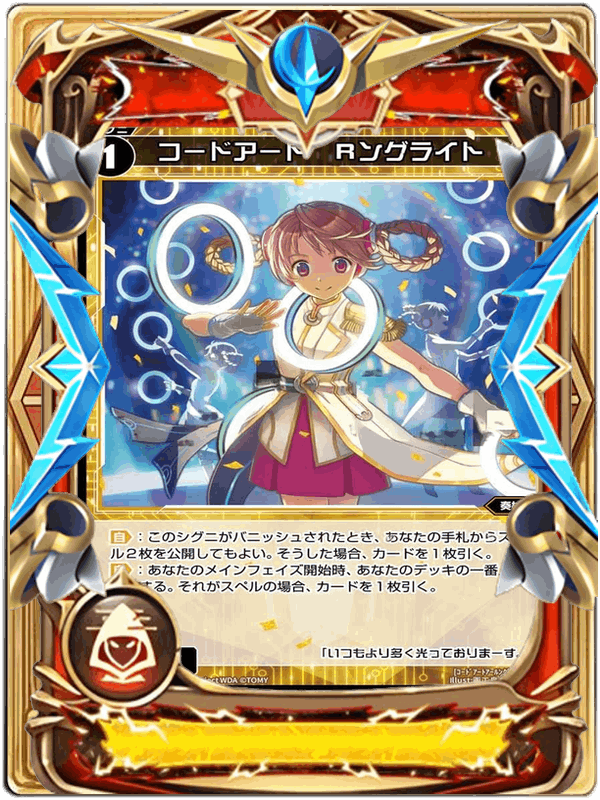 1
コードアート Rングライト
奏
自：このシグニがバニッシュされたとき、あなたの手札からス
ル２枚を公開してもよい。そうした場合、カードを１枚引く。
：あなたのメインフェイズ開始時、あなたのデッキの一番
する。それがスペルの場合、カードを１枚引く。
「いつもより多く光っておりまーす。
WDA ©TOMY
Illust